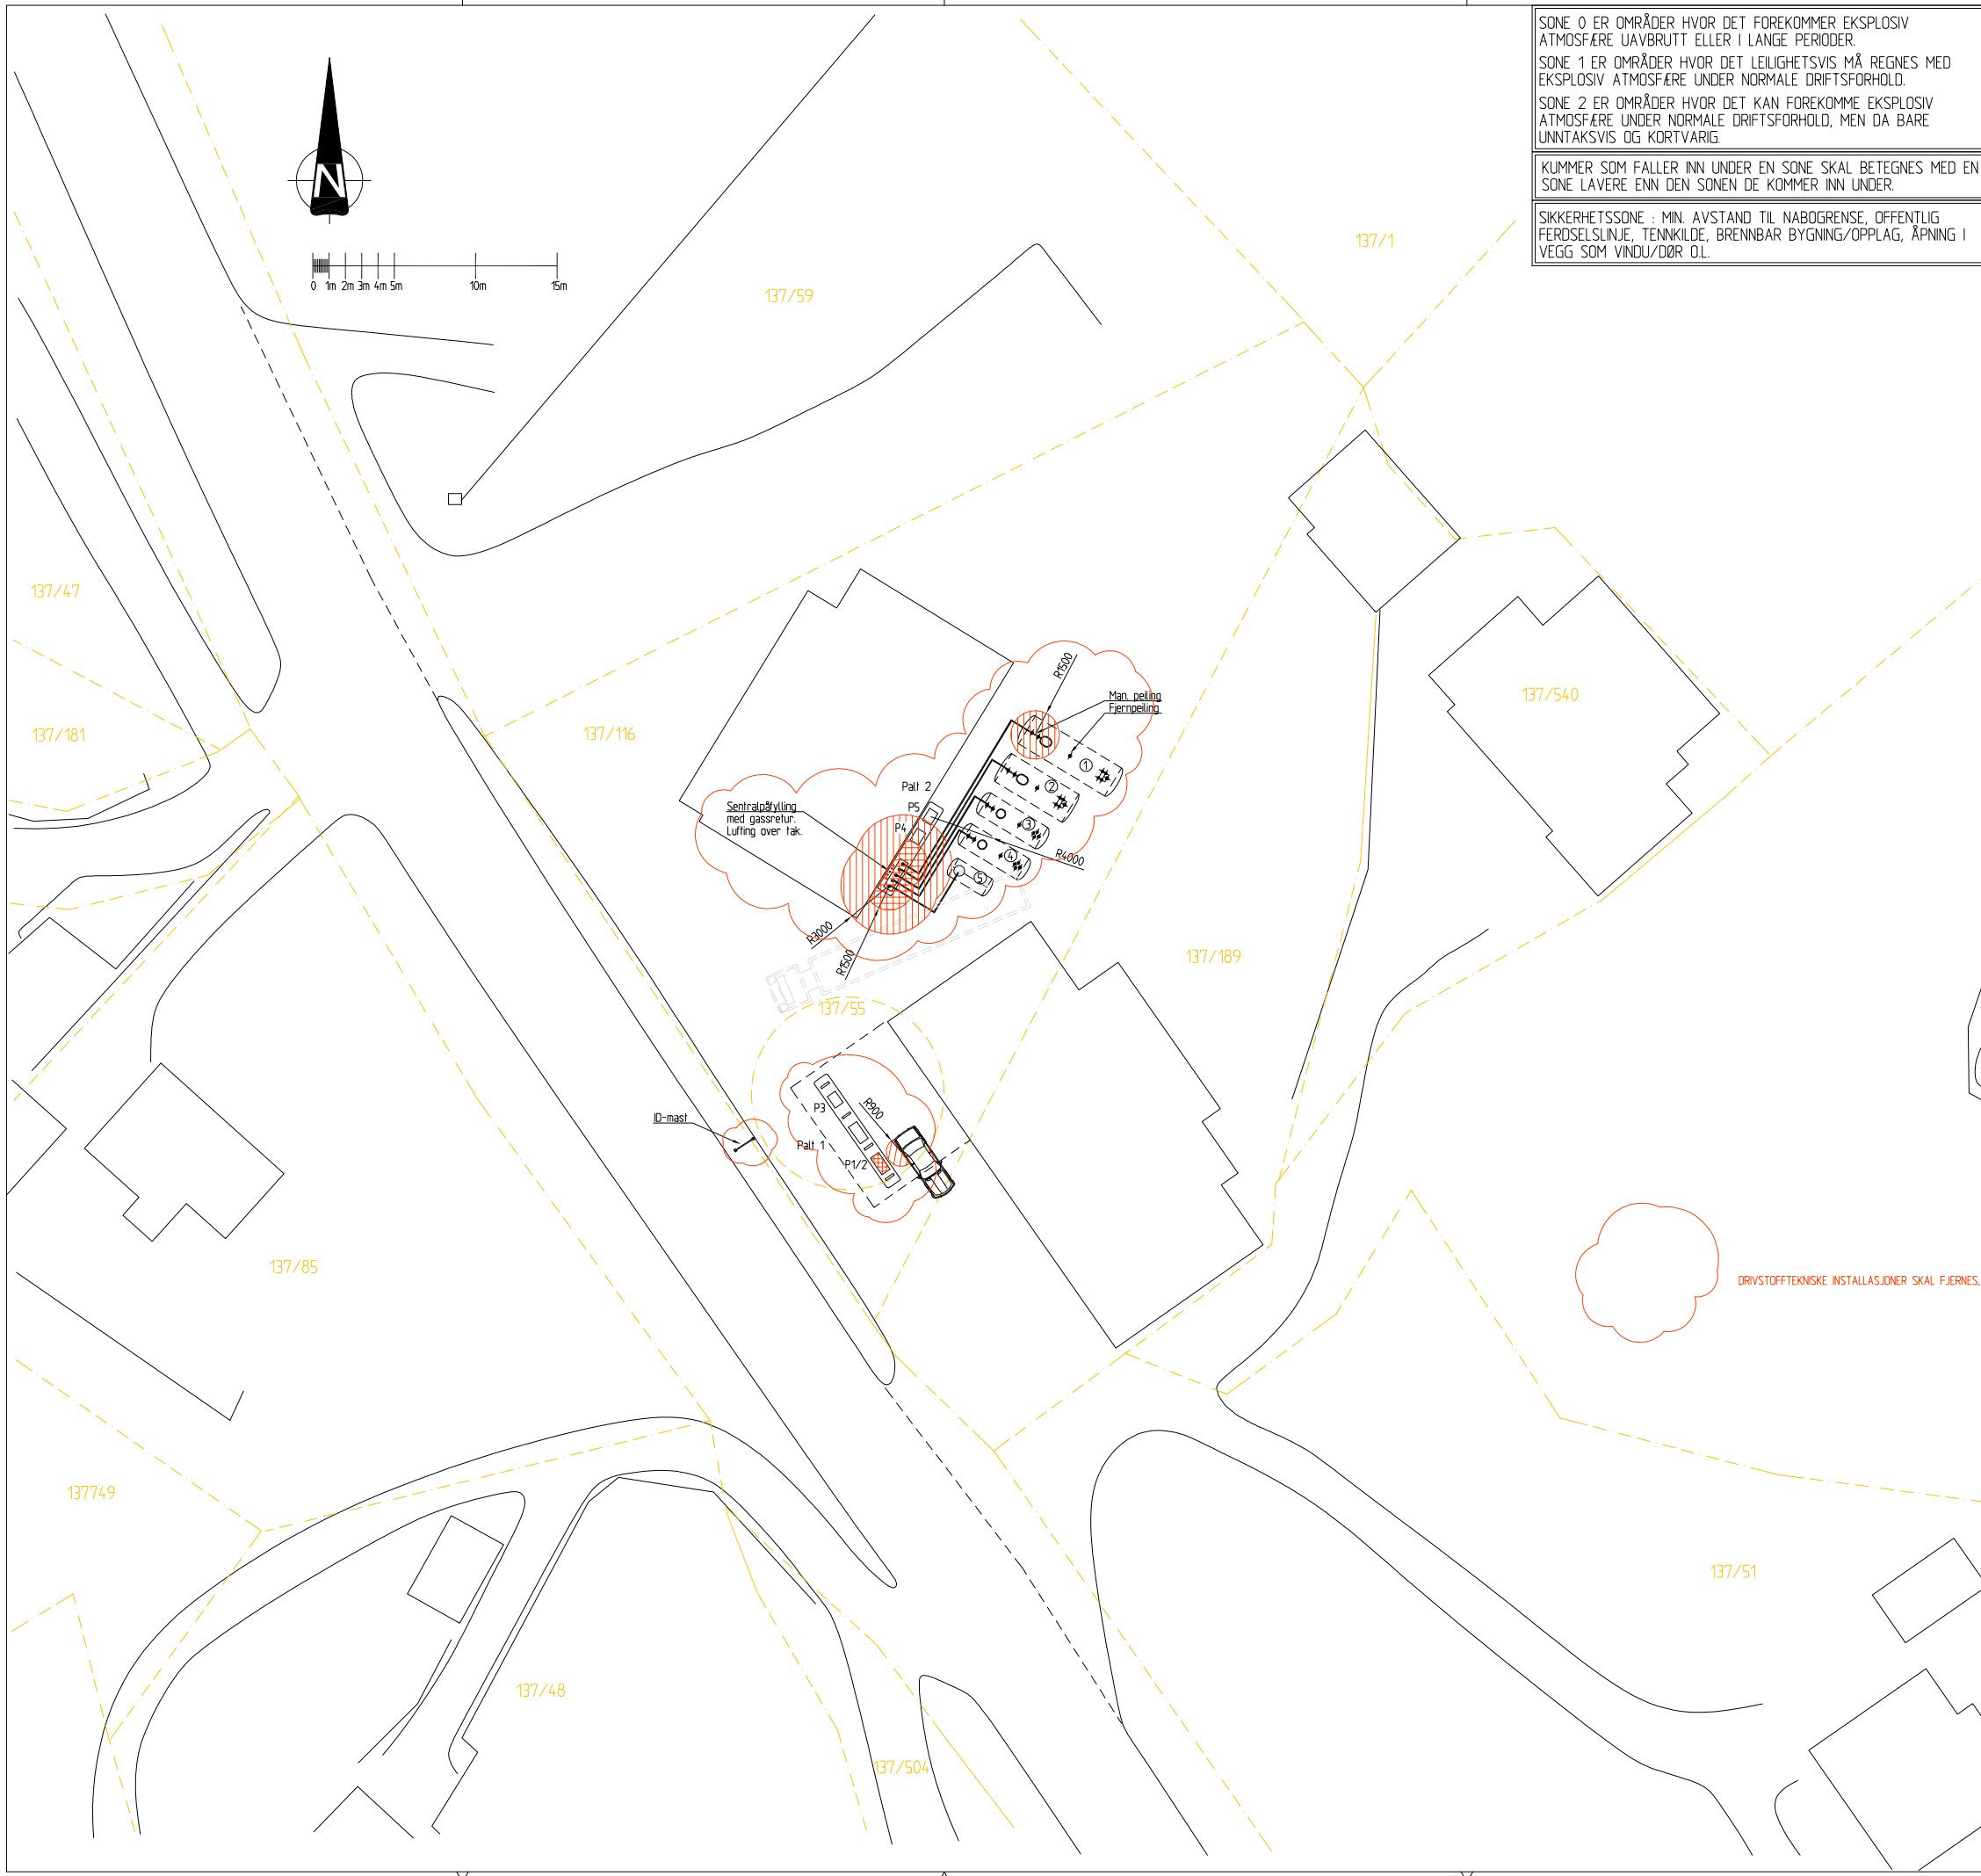 SONE 0 ER OMRÅDER HVOR DET FOREKOMMER EKSPLOSIV
ATMOSFÆRE UAVBRUTT ELLER I LANGE PERIODER.
SONE 1 ER OMRÅDER HVOR DET LEILIGHETSVIS MÅ REGNES MED
EKSPLOSIV ATMOSFÆRE UNDER NORMALE DRIFTSFORHOLD.
SONE 2 ER OMRÅDER HVOR DET KAN FOREKOMME EKSPLOSIV
ATMOSFÆRE UNDER NORMALE DRIFTSFORHOLD, MEN DA BARE
UNNTAKSVIS OG KORTVARIG.
KUMMER SOM FALLER INN UNDER EN SONE SKAL BETEGNES MED EN
SONE LAVERE ENN DEN SONEN DE KOMMER INN UNDER.
SIKKERHETSSONE : MIN. AVSTAND TIL NABOGRENSE, OFFENTLIG
FERDSELSLINJE, TENNKILDE, BRENNBAR BYGNING/OPPLAG, ÅPNING I
VEGG SOM VINDU/DØR O.L.
N
0 1m 2m 3m 4m 5m 10m 15m
137/1
137/59
137/47
137/181
137/116
137/540
R1500
Man. peiling
Fjernpeiling
1
2
3
4
5
Palt 2
P5
P4
Sentralpåfylling
med gassretur.
Lufting over tak.
R4000
R3000
R1500
137/189
137/55
P3
R900
ID-mast
Palt 1
P1/2
137/85
DRIVSTOFFTEKNISKE INSTALLASJONER SKAL FJERNES,
137749
137/51
137/48
137/504